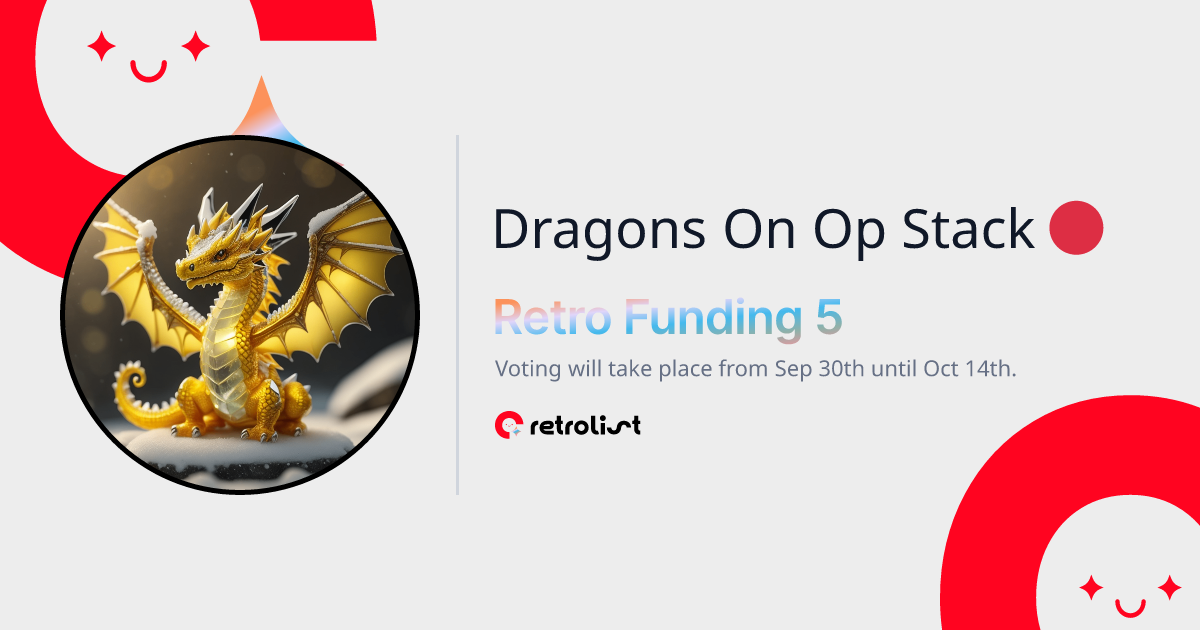 Dragons On Op Stack 🔴
Retro Funding 5
Voting will take place from Sep 30th until Oct 14th.
retrolist